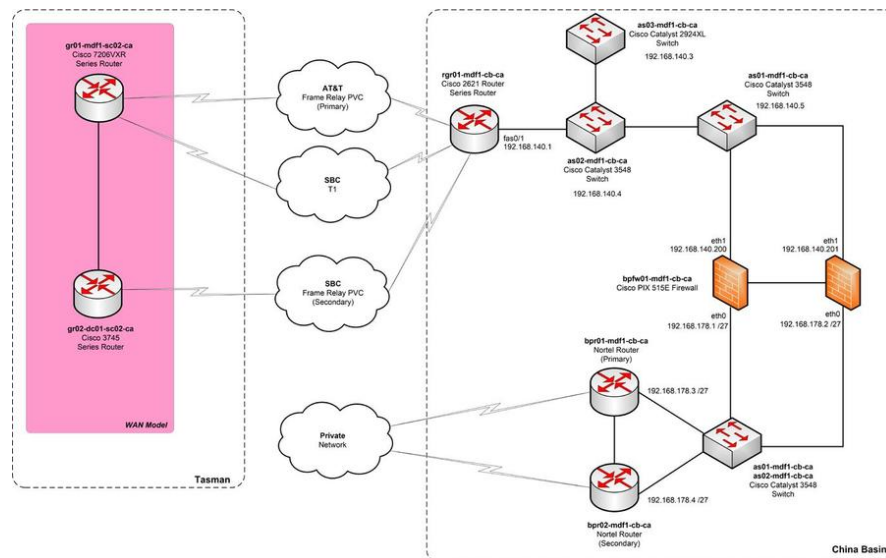 gr01-mdf1-sc02-ca
Cisco 7206VXR
Series Router
gr02-dc01-sc02-ca
Cisco 3745
Series Router
WAN Model
Tasman
AT&T
Frame Relay PVC
(Primary)
SBC
T1
SBC
Frame Relay PVC
(Secondary)
Private
Network
rgr01-mdf1-cb-ca
Cisco 2621 Router
Series Router
fas0/1
192.168.140.1
as03-mdf1-cb-ca
Cisco Catalyst 2924XL
Switch
192.168.140.3
as02-mdf1-cb-ca
Cisco Catalyst 3548
Switch
192.168.140.4
as01-mdf1-cb-ca
Cisco Catalyst 3548
Switch
192.168.140.5
eth1
192.168.140.200
eth1
192.168.140.201
bpfw01-mdf1-cb-ca
Cisco PIX 515E Firewall
eth0
192.168.178.1 /27
eth0
192.168.178.2 /27
bpr01-mdf1-cb-ca
Nortel Router
(Primary)
192.168.178.3 /27
192.168.178.4 /27
bpr02-mdf1-cb-ca
Nortel Router
(Secondary)
as01-mdf1-cb-ca
as02-mdf1-cb-ca
Cisco Catalyst 3548
Switch
China Basin